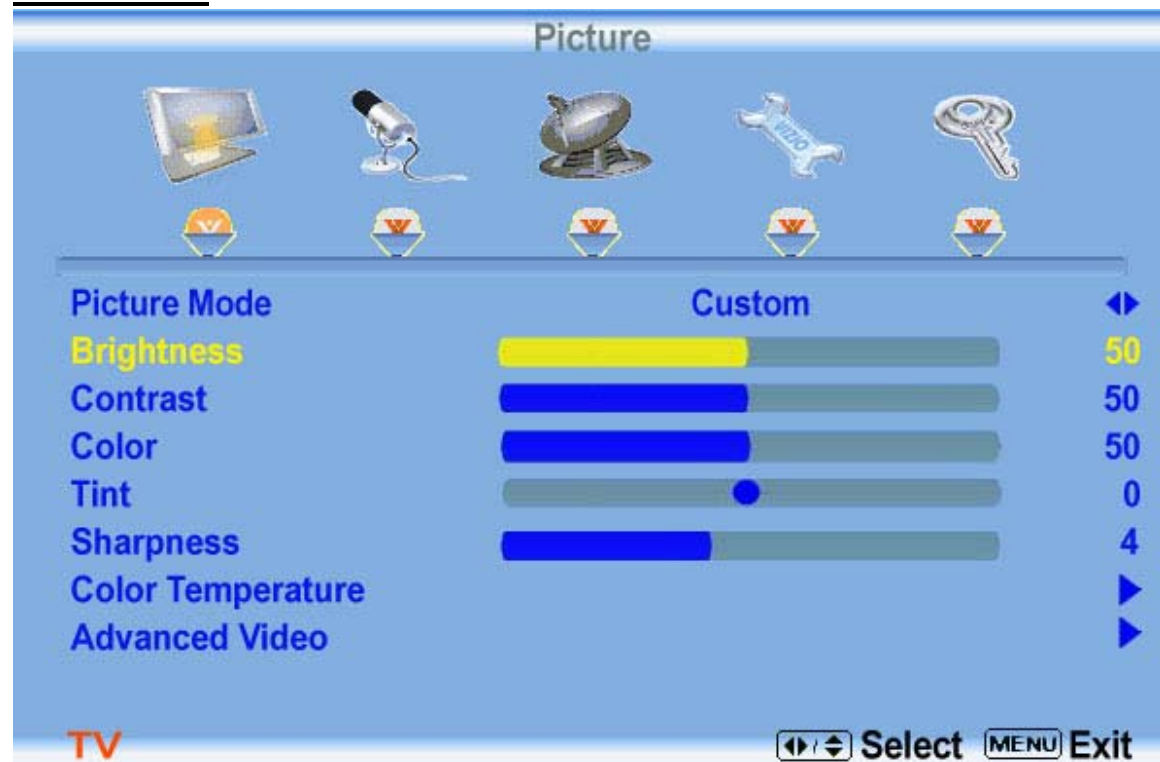 Picture
VIZIO
Picture Mode Custom
Brightness 50
Contrast 50
Color 50
Tint 0
Sharpness 4
Color Temperature
Advanced Video
TV Select MENU Exit